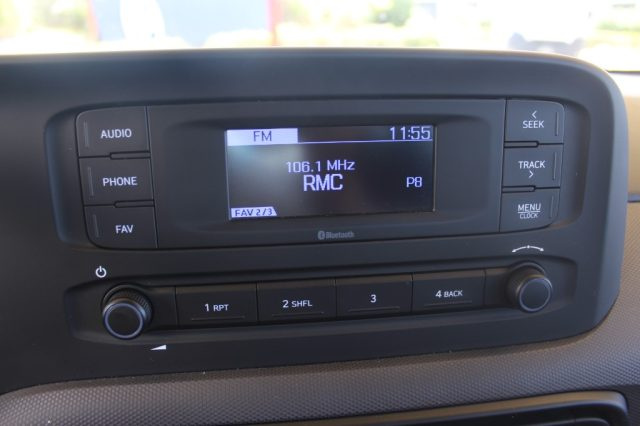 AUDIO
PHONE
FAV
FM 11:55
106.1 MHz
RMC P8
FAV 2/3
Bluetooth
< SEEK
TRACK >
MENU
CLOCK
1 RPT
2 SHFL
3
4 BACK